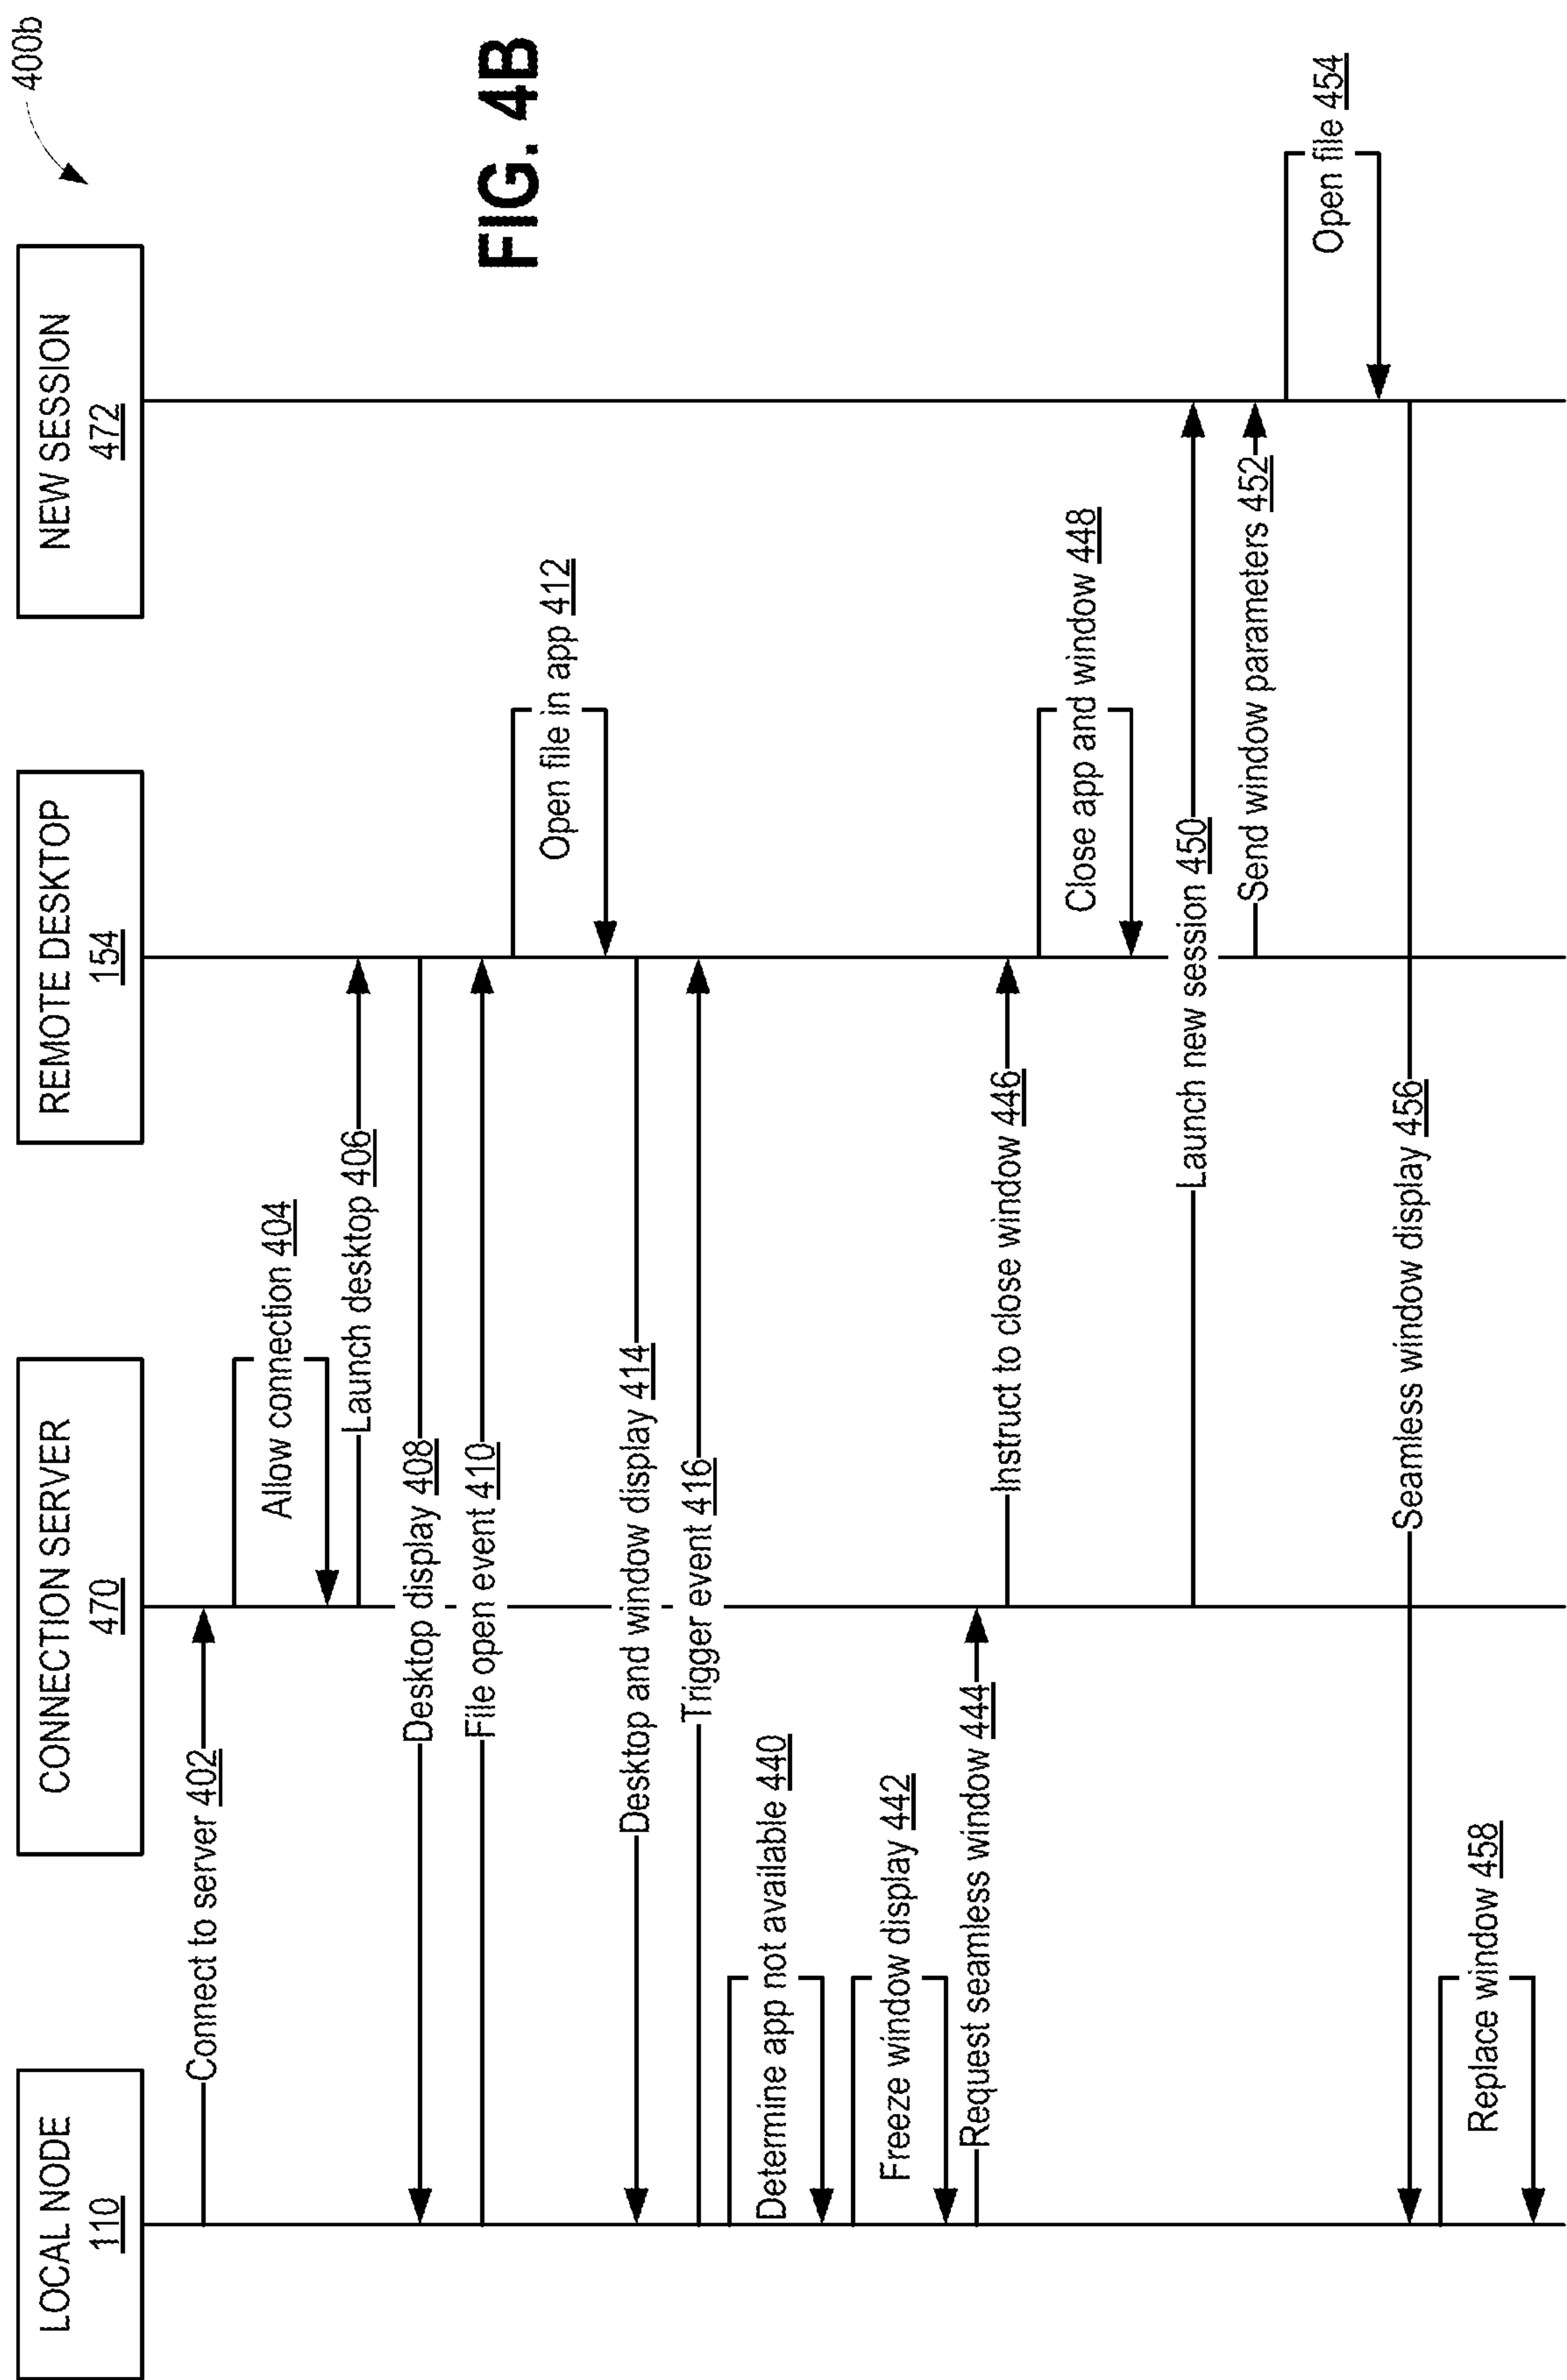 400b
LOCAL NODE
110
CONNECTION SERVER
470
REMOTE DESKTOP
154
NEW SESSION
472
Connect to server 402
Allow connection 404
Launch desktop 406
Desktop display 408
File open event 410
FIG. 4B
Open file in app 412
Desktop and window display 414
Trigger event 416
Determine app not available 440
Freeze window display 442
Request seamless window 444
Instruct to close window 446
Close app and window 448
Launch new session 450
Send window parameters 452
Open file 454
Seamless window display 456
Replace window 458